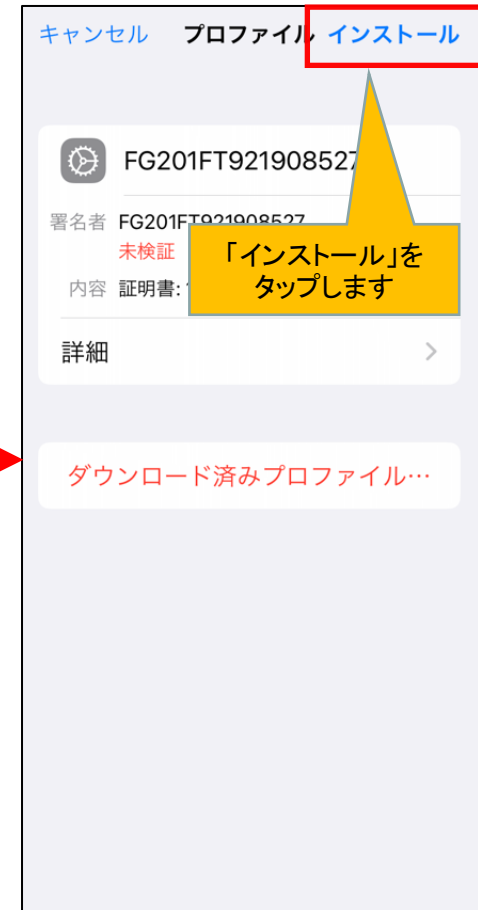 キャンセル プロファイル インストール
FG201FT921908527
署名者 FG201FT921908527
未検証
「インストール」を
タップします
内容 証明書:
詳細
ダウンロード済みプロファイル…